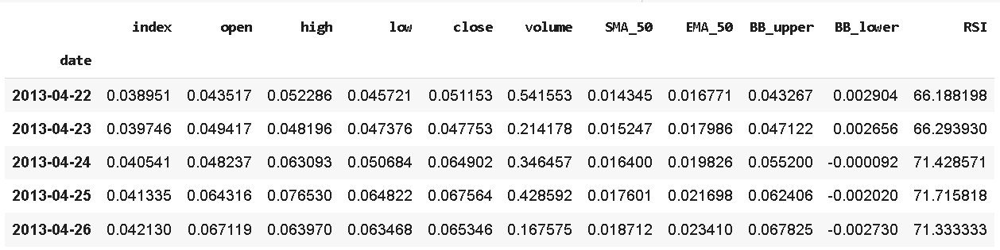 index open high low close volume SMA_50 EMA_50 BB_upper BB_lower RSI
date
2013-04-22 0.038951 0.043517 0.052286 0.045721 0.051153 0.541553 0.014345 0.016771 0.043267 0.002904 66.188198
2013-04-23 0.039746 0.049417 0.048196 0.047376 0.047753 0.214178 0.015247 0.017986 0.047122 0.002656 66.293930
2013-04-24 0.040541 0.048237 0.063093 0.050684 0.064902 0.346457 0.016400 0.019826 0.055200 -0.000092 71.428571
2013-04-25 0.041335 0.064316 0.076530 0.064822 0.067564 0.428592 0.017601 0.021698 0.062406 -0.002020 71.715818
2013-04-26 0.042130 0.067119 0.063970 0.063468 0.065346 0.167575 0.018712 0.023410 0.067825 -0.002730 71.333333